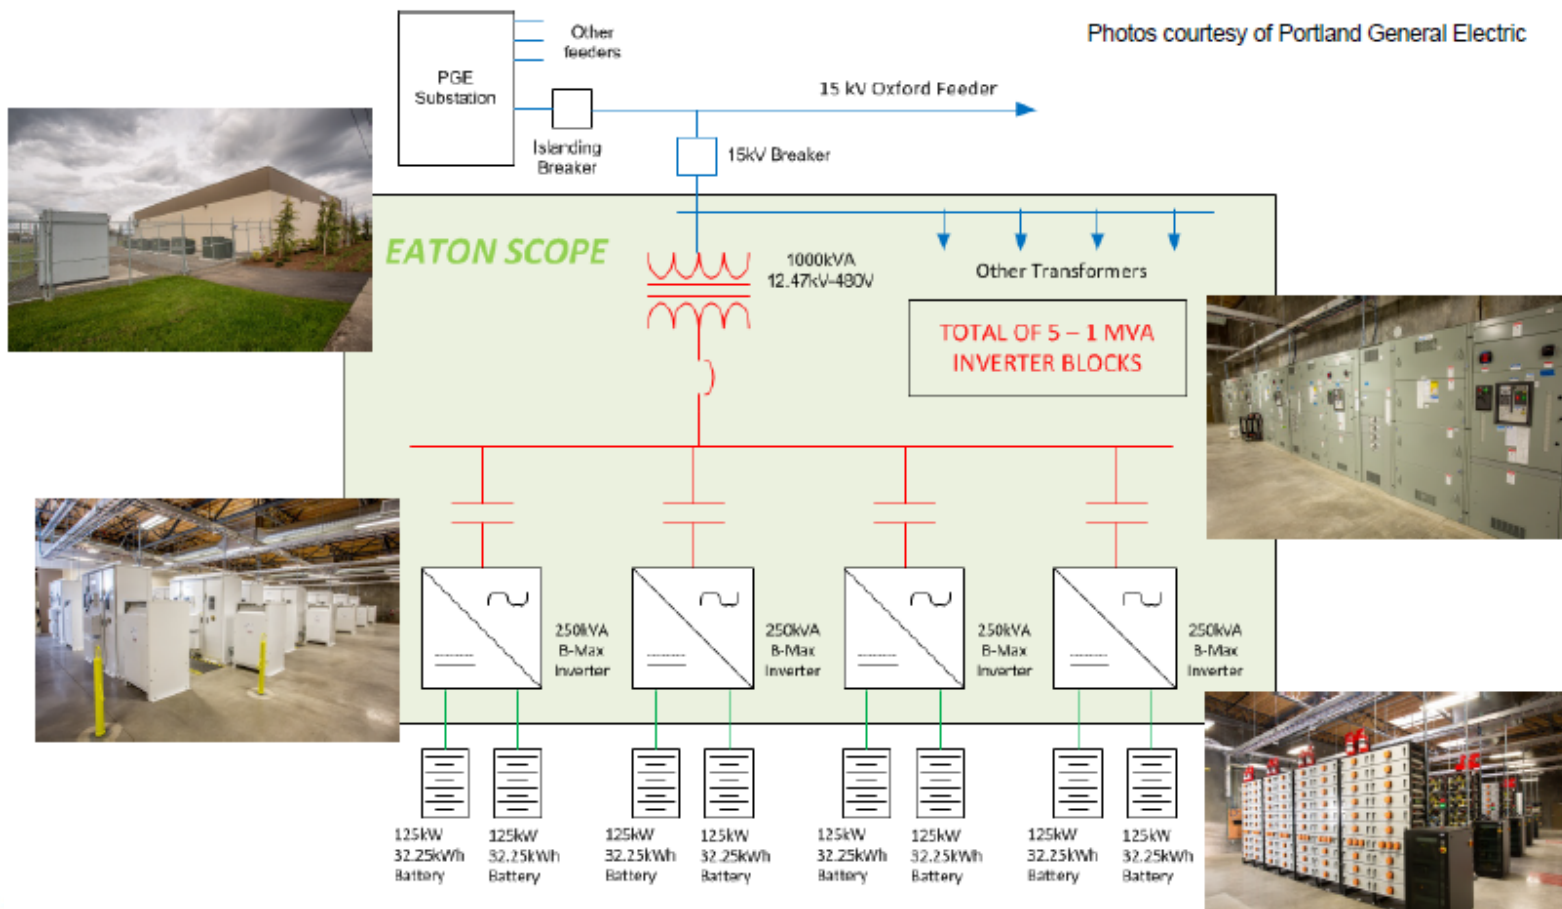 Photos courtesy of Portland General Electric
Other
feeders
PGE
Substation
15 kV Oxford Feeder
Islanding
Breaker
15kV Breaker
EATON SCOPE
1000kVA
12.47kV-480V
Other Transformers
TOTAL OF 5 – 1 MVA
INVERTER BLOCKS
250kVA
B-Max
Inverter
250kVA
B-Max
Inverter
250kVA
B-Max
Inverter
250kVA
B-Max
Inverter
125kW
32.25kWh
Battery
125kW
32.25kWh
Battery
125kW
32.25kWh
Battery
125kW
32.25kWh
Battery
125kW
32.25kWh
Battery
125kW
32.25kWh
Battery
125kW
32.25kWh
Battery
125kW
32.25kWh
Battery